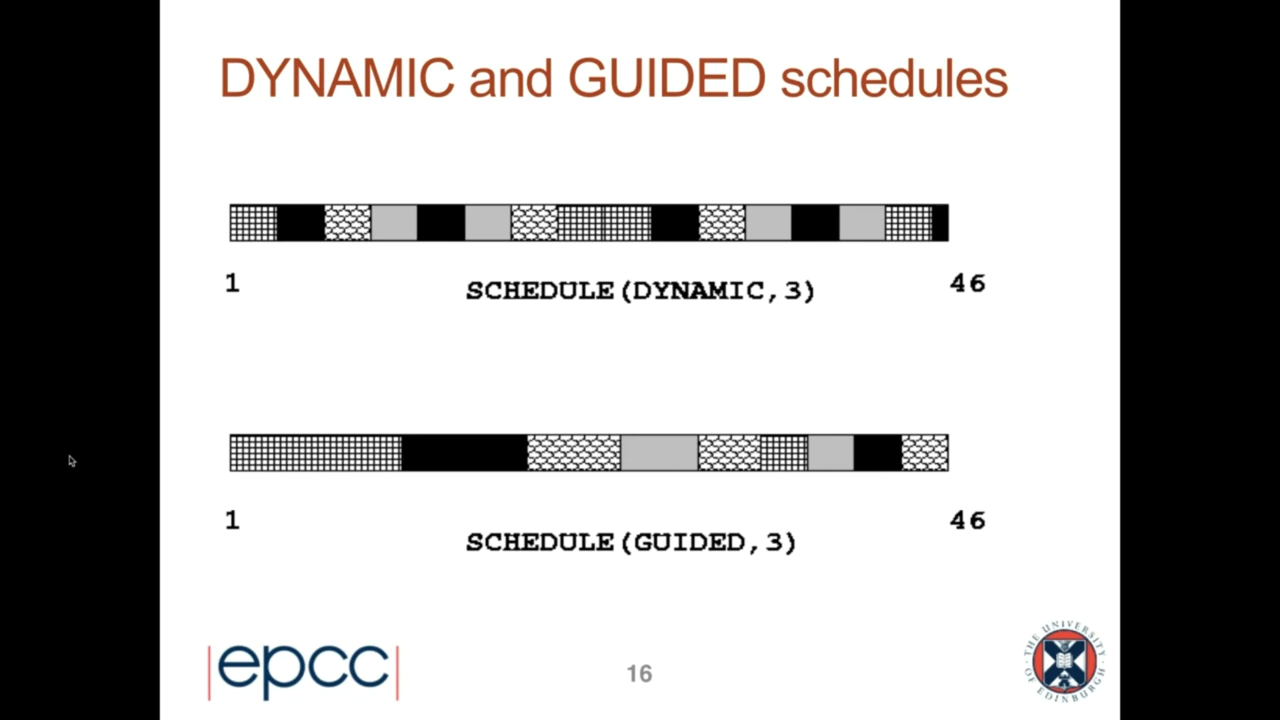 DYNAMIC and GUIDED schedules
1
46
SCHEDULE(DYNAMIC,3)
1
46
SCHEDULE(GUIDED,3)
|epcc|
16
THE UNIVERSITY
OF EDINBURGH